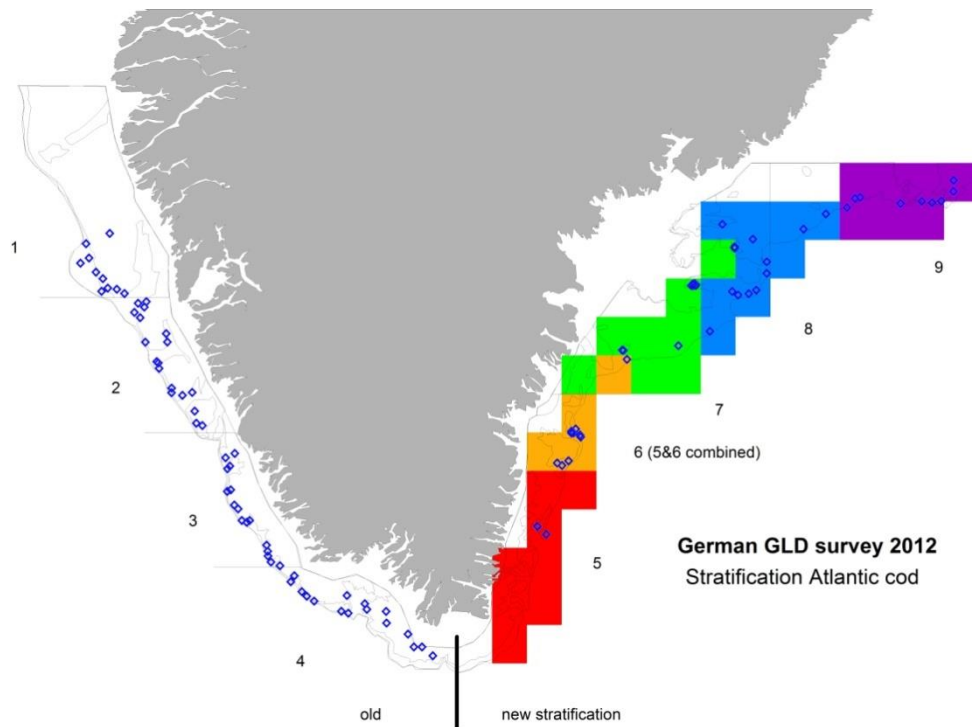 1
9
8
2
7
6 (5&6 combined)
3
German GLD survey 2012
5
Stratification Atlantic cod
4
old
new stratification